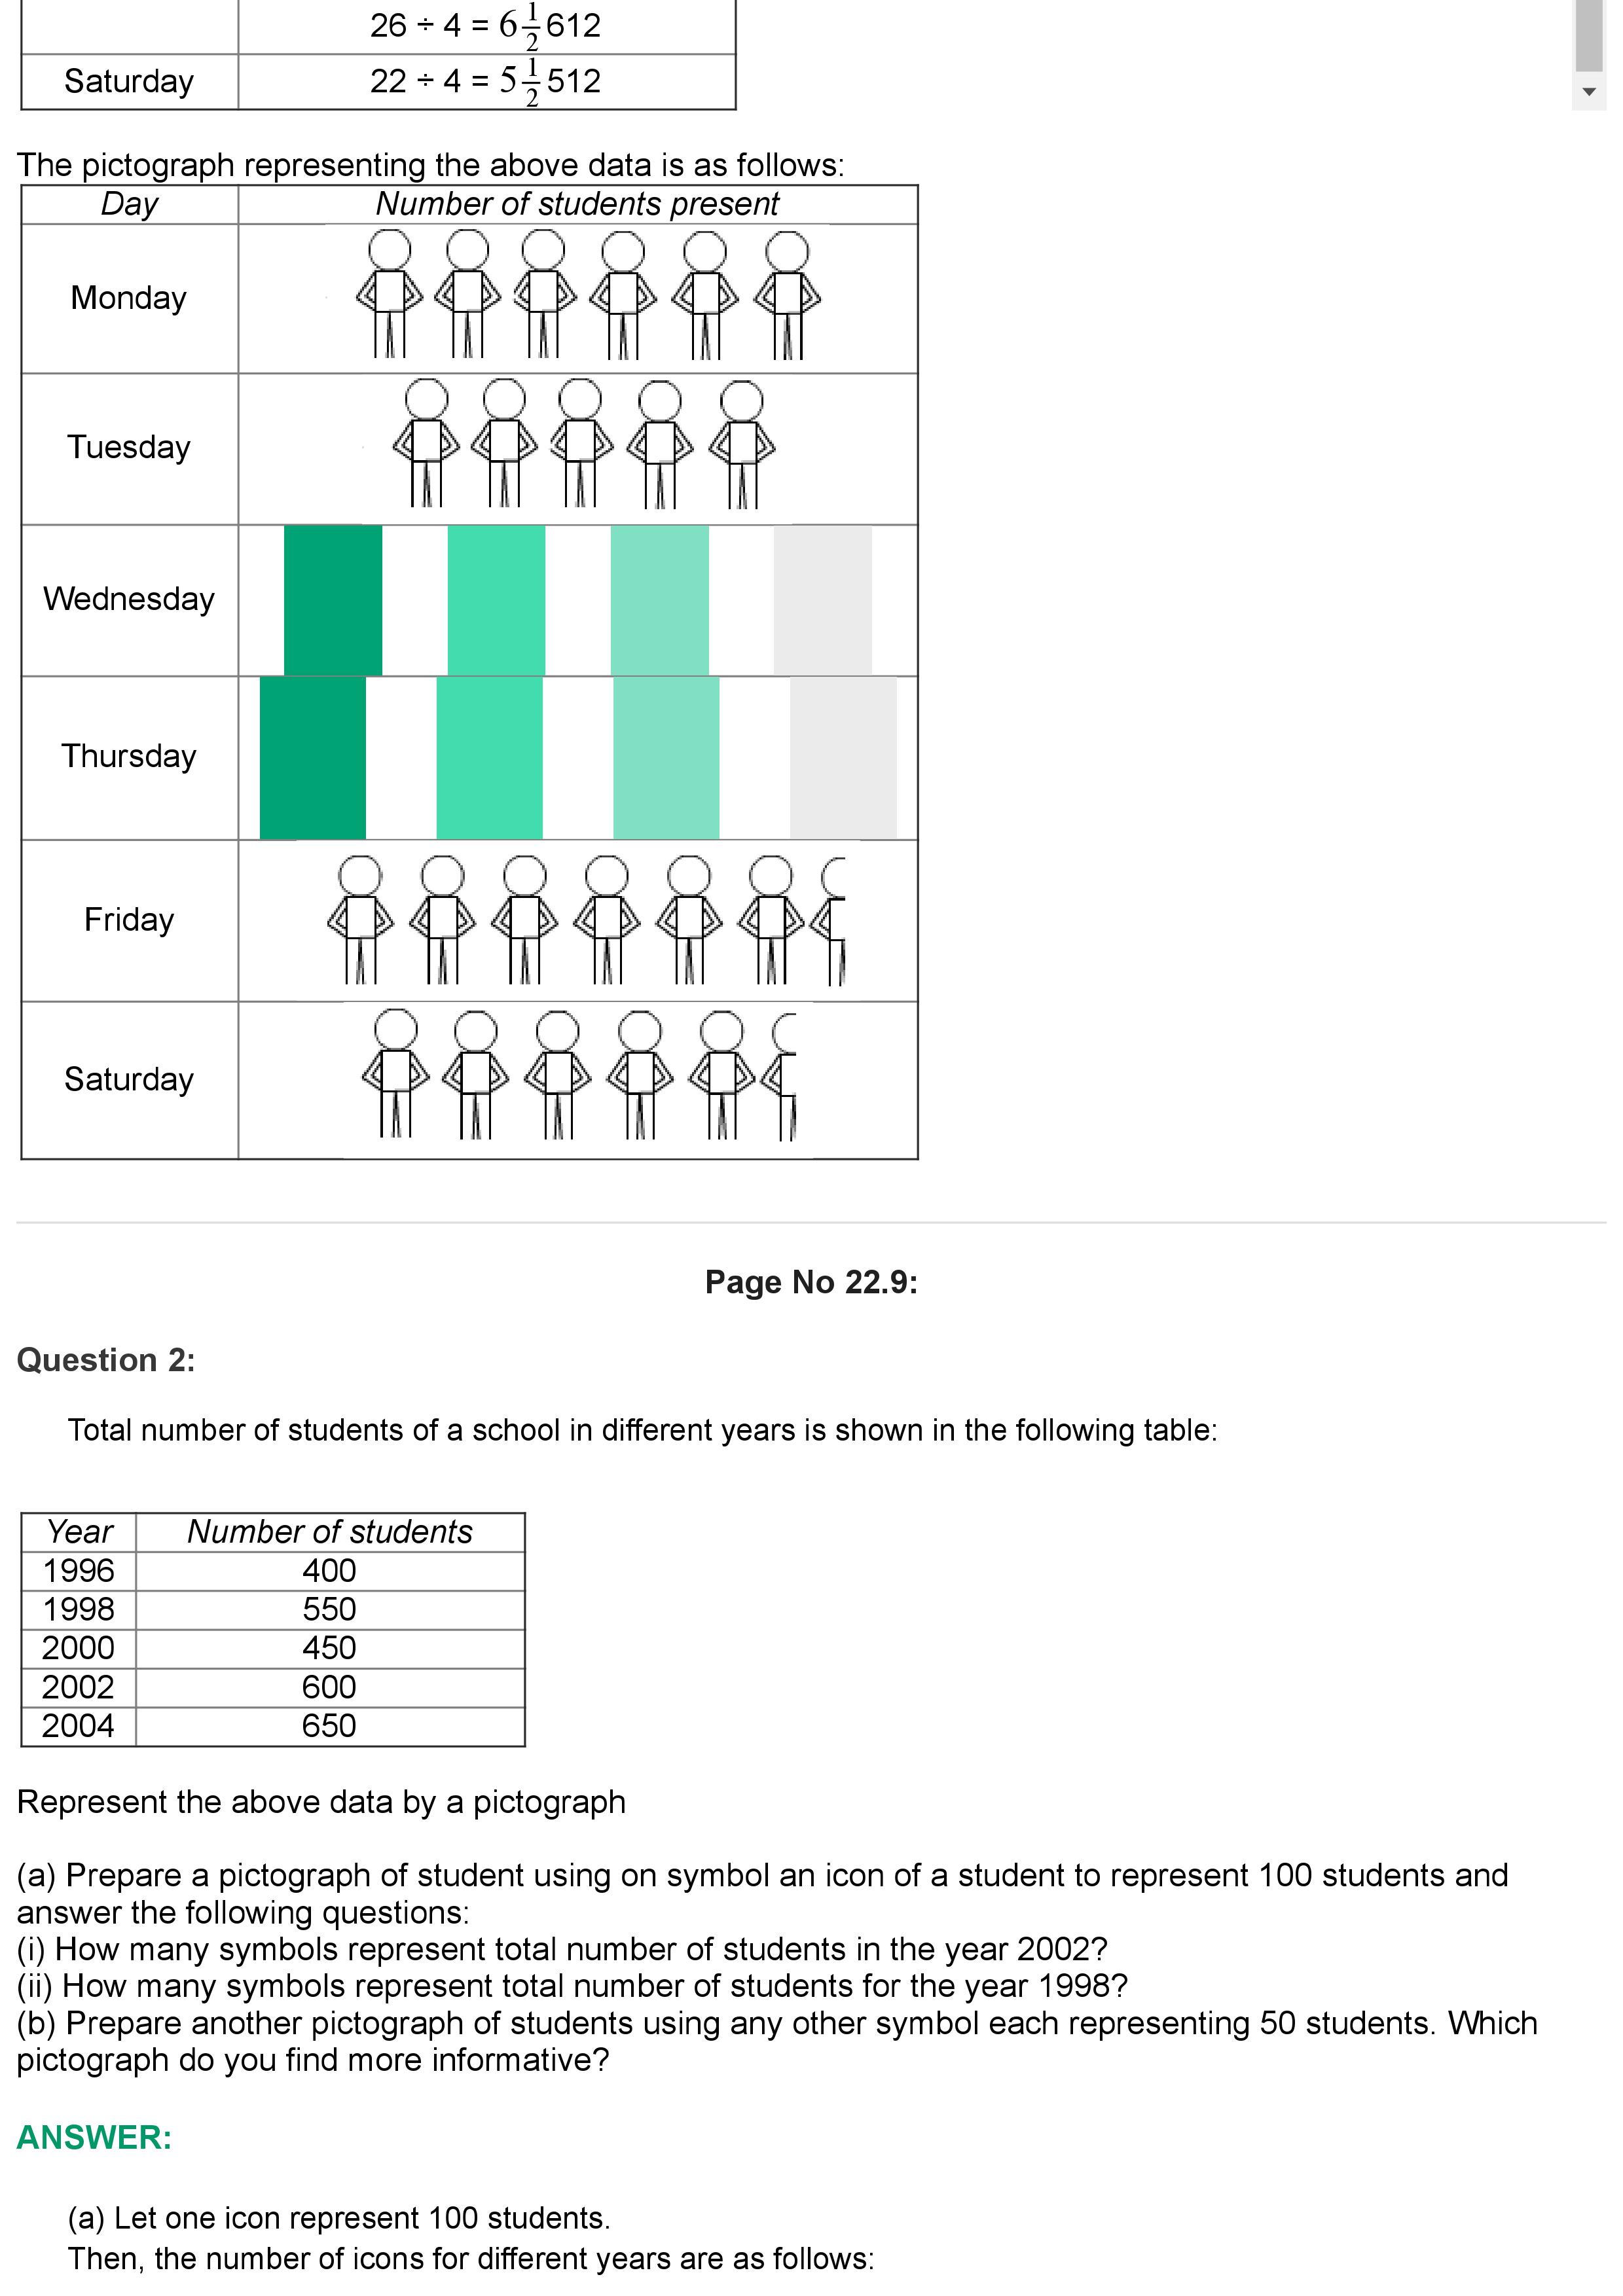 26 ÷ 4 = 6 1/2 612
Saturday 22 ÷ 4 = 5 1/2 512
The pictograph representing the above data is as follows:
Day Number of students present
Monday
Tuesday
Wednesday
Thursday
Friday
Saturday
Page No 22.9:
Question 2:
Total number of students of a school in different years is shown in the following table:
Year Number of students
1996 400
1998 550
2000 450
2002 600
2004 650
Represent the above data by a pictograph
(a) Prepare a pictograph of student using on symbol an icon of a student to represent 100 students and
answer the following questions:
(i) How many symbols represent total number of students in the year 2002?
(ii) How many symbols represent total number of students for the year 1998?
(b) Prepare another pictograph of students using any other symbol each representing 50 students. Which
pictograph do you find more informative?
ANSWER:
(a) Let one icon represent 100 students.
Then, the number of icons for different years are as follows: